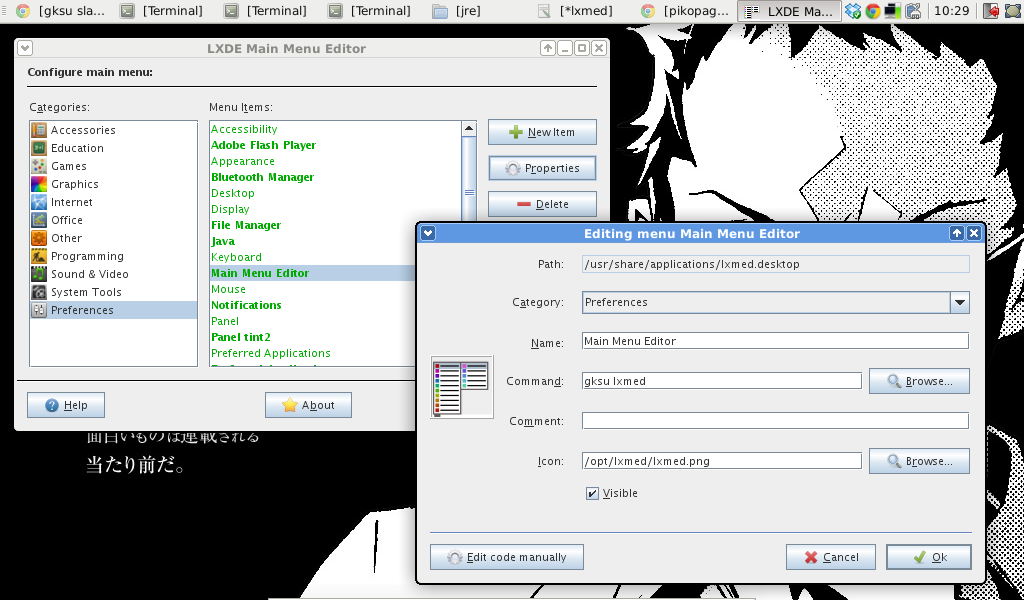 [gksu sla... [Terminal] [Terminal] [Terminal] [jre] [*lxmed] [pikopag... LXDE Ma... 10:29
LXDE Main Menu Editor
Configure main menu:
Categories:
Accessories
Education
Games
Graphics
Internet
Office
Other
Programming
Sound & Video
System Tools
Preferences
Menu Items:
Accessibility
Adobe Flash Player
Appearance
Bluetooth Manager
Desktop
Display
File Manager
Java
Keyboard
Main Menu Editor
Mouse
Notifications
Panel
Panel tint2
Preferred Applications
New Item
Properties
Delete
Help
About
面白いものは連載される
当たり前だ。
Editing menu Main Menu Editor
Path: /usr/share/applications/lxmed.desktop
Category: Preferences
Name: Main Menu Editor
Command: gksu lxmed Browse...
Comment:
Icon: /opt/lxmed/lxmed.png Browse...
Visible
Edit code manually Cancel Ok